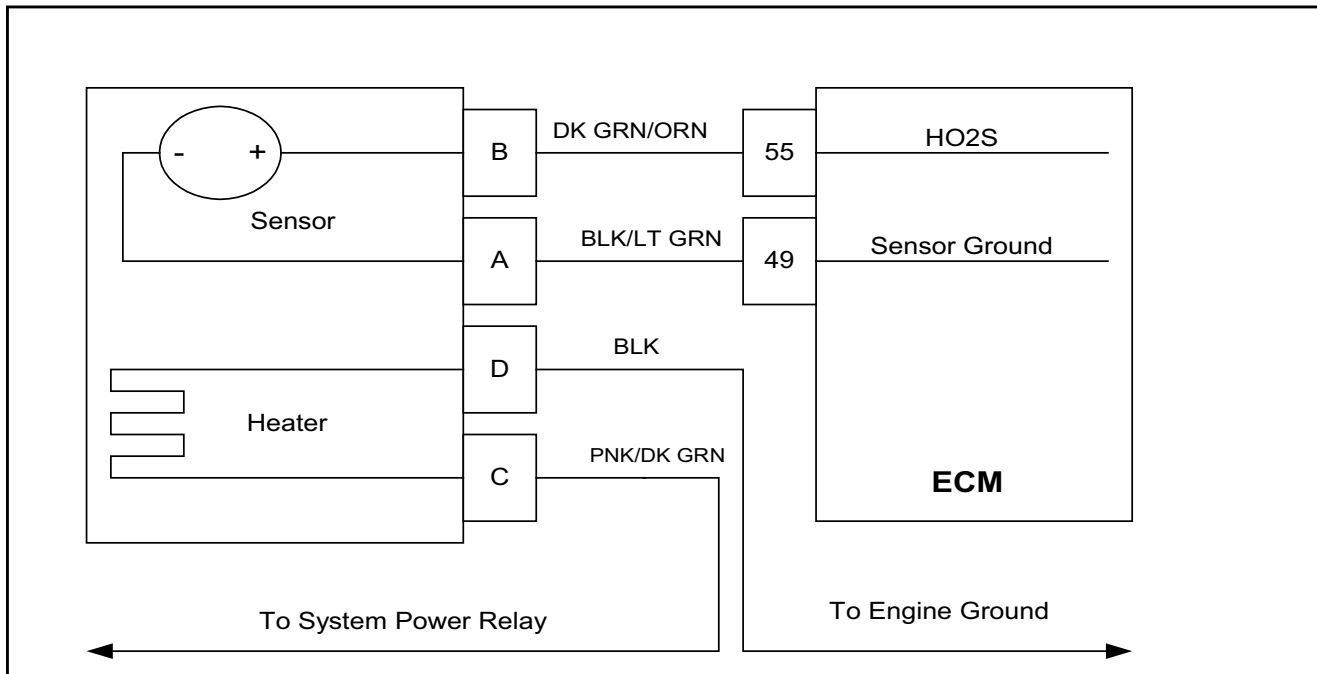 DK GRN/ORN
B
55
HO2S
- +
Sensor
BLK/LT GRN
A
49
Sensor Ground
BLK
D
Heater
PNK/DK GRN
C
ECM
To System Power Relay
To Engine Ground